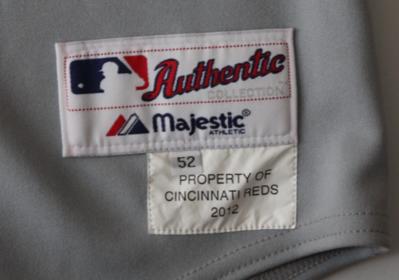 Authentic
COLLECTION
Majestic®
ATHLETIC
52
PROPERTY OF
CINCINNATI REDS
2012